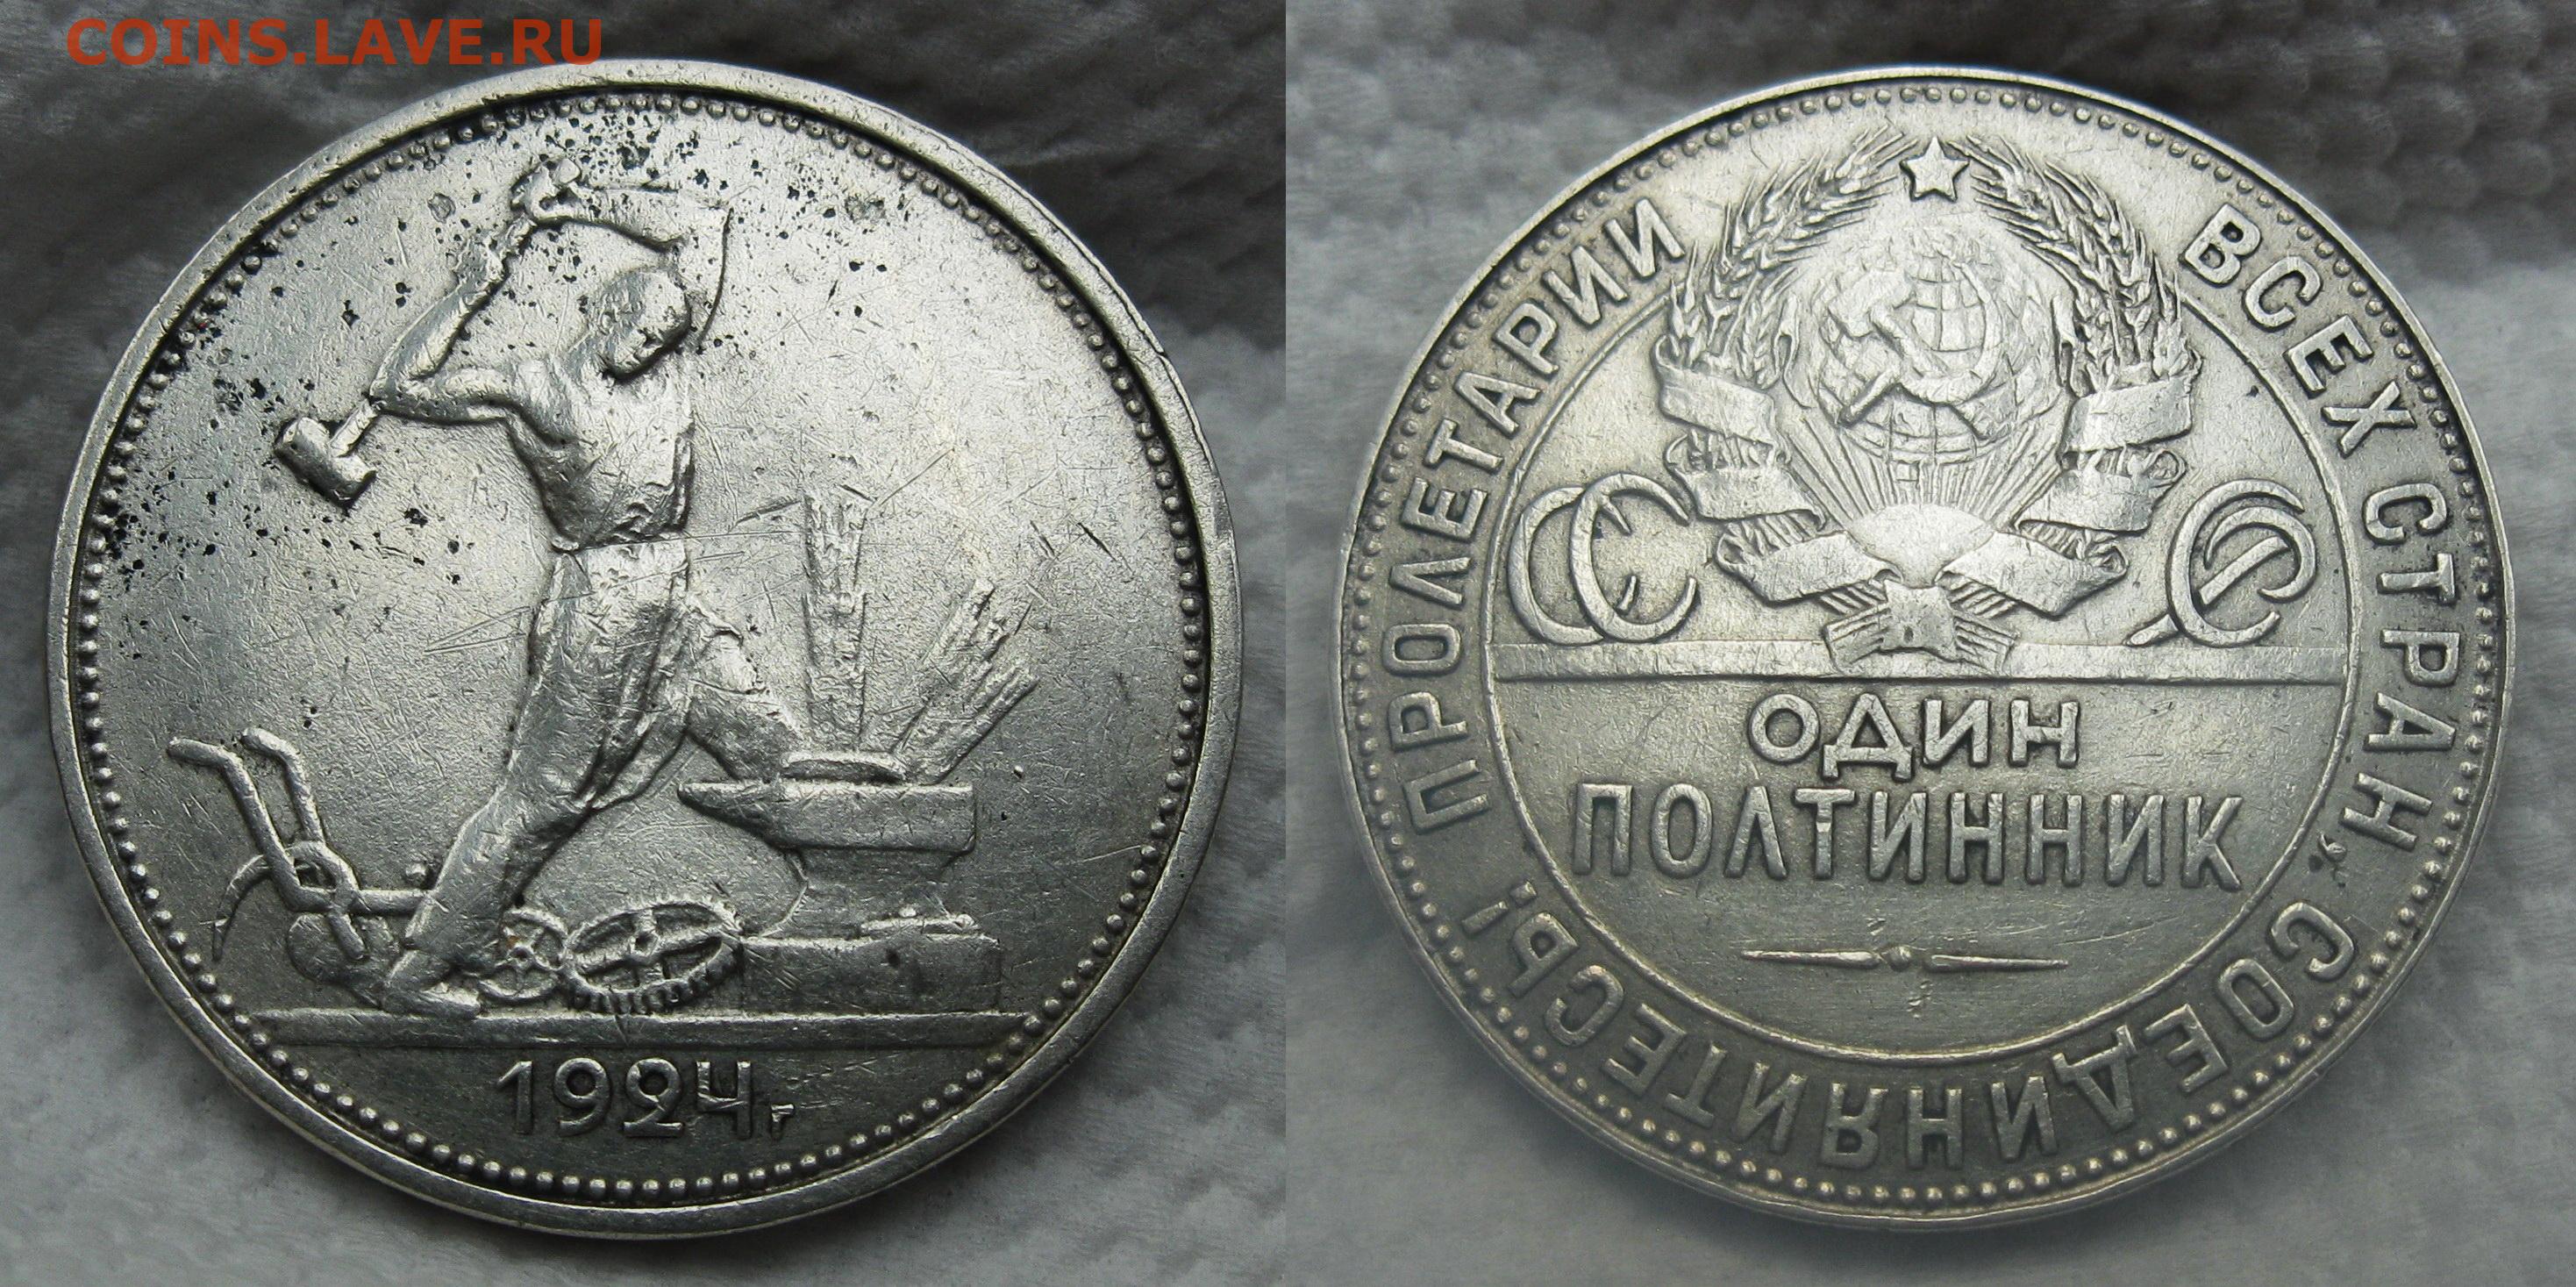 COINS.LAVE.RU
1924г
ПРОЛЕТАРИИ ВСЕХ СТРАН, СОЕДИНЯЙТЕСЬ!
СССР
ОДИН
ПОЛТИННИК